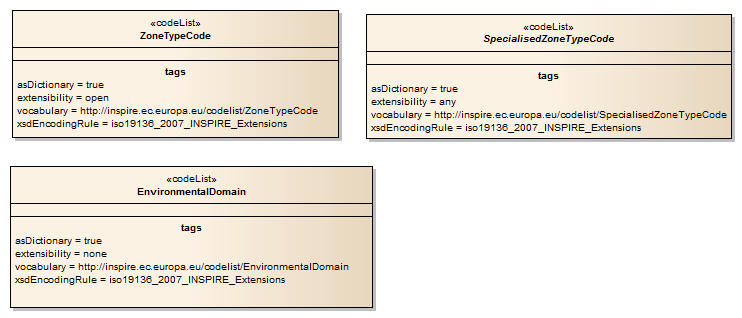 «codeList»
ZoneTypeCode
tags
asDictionary = true
extensibility = open
vocabulary = http://inspire.ec.europa.eu/codelist/ZoneTypeCode
xsdEncodingRule = iso19136_2007_INSPIRE_Extensions
«codeList»
SpecialisedZoneTypeCode
tags
asDictionary = true
extensibility = any
vocabulary = http://inspire.ec.europa.eu/codelist/SpecialisedZoneTypeCode
xsdEncodingRule = iso19136_2007_INSPIRE_Extensions
«codeList»
EnvironmentalDomain
tags
asDictionary = true
extensibility = none
vocabulary = http://inspire.ec.europa.eu/codelist/EnvironmentalDomain
xsdEncodingRule = iso19136_2007_INSPIRE_Extensions